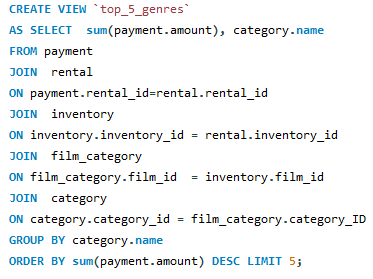 CREATE VIEW `top_5_genres`
AS SELECT  sum(payment.amount), category.name
FROM payment
JOIN  rental
ON payment.rental_id=rental.rental_id
JOIN  inventory
ON inventory.inventory_id = rental.inventory_id
JOIN  film_category
ON film_category.film_id  = inventory.film_id
JOIN  category
ON category.category_id = film_category.category_ID
GROUP BY category.name
ORDER BY sum(payment.amount) DESC LIMIT 5;